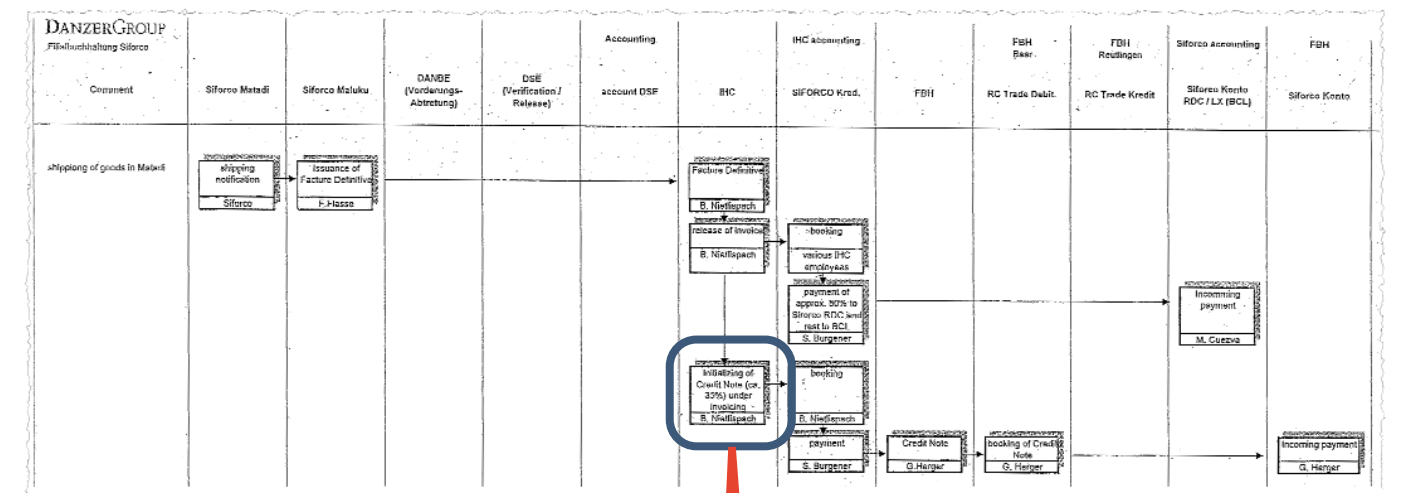 DANZERGROUP
Filialbuchhaltung Siforco
Comment
Siforco Matadi
Siforco Maluku
DANBE
(Vorderungs-
Abtretung)
DSE
(Verification /
Release)
Accounting
account DSE
IHC
IHC accounting
SIFORCO Kred.
FBH
FBH
Baar
RC Trade Debit.
FBH
Reutlingen
RC Trade Kredit
Siforco accounting
Siforco Konto
RDC / LX (BCL)
FBH
Siforco Konto
shippiong of goods in Matadi
shipping
notification
Siforco
Issuance of
Facture Definitive
F. Hasse
Facture Definitive
B. Nietlispach
release of invoice
B. Nietlispach
booking
various IHC
employees
payment of
approx. 50% to
Siforco RDC and
rest to BCL
S. Burgener
Incomming
payment
M. Cuezva
Initializing of
Credit Note (ca.
35%) under
invoicing
B. Nietlispach
booking
B. Nietlispach
payment
S. Burgener
Credit Note
G. Herger
booking of Credit
Note
G. Herger
Incoming payment
G. Herger